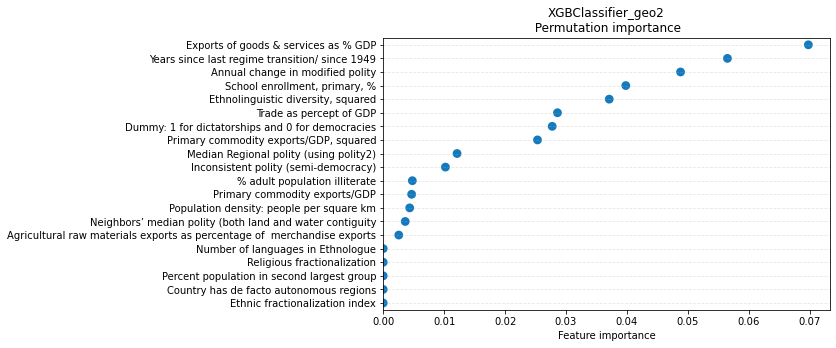 XGBClassifier_geo2
Permutation importance
Exports of goods & services as % GDP
Years since last regime transition/ since 1949
Annual change in modified polity
School enrollment, primary, %
Ethnolinguistic diversity, squared
Trade as percept of GDP
Dummy: 1 for dictatorships and 0 for democracies
Primary commodity exports/GDP, squared
Median Regional polity (using polity2)
Inconsistent polity (semi-democracy)
% adult population illiterate
Primary commodity exports/GDP
Population density: people per square km
Neighbors’ median polity (both land and water contiguity
Agricultural raw materials exports as percentage of  merchandise exports
Number of languages in Ethnologue
Religious fractionalization
Percent population in second largest group
Country has de facto autonomous regions
Ethnic fractionalization index
0.00 0.01 0.02 0.03 0.04 0.05 0.06 0.07
Feature importance